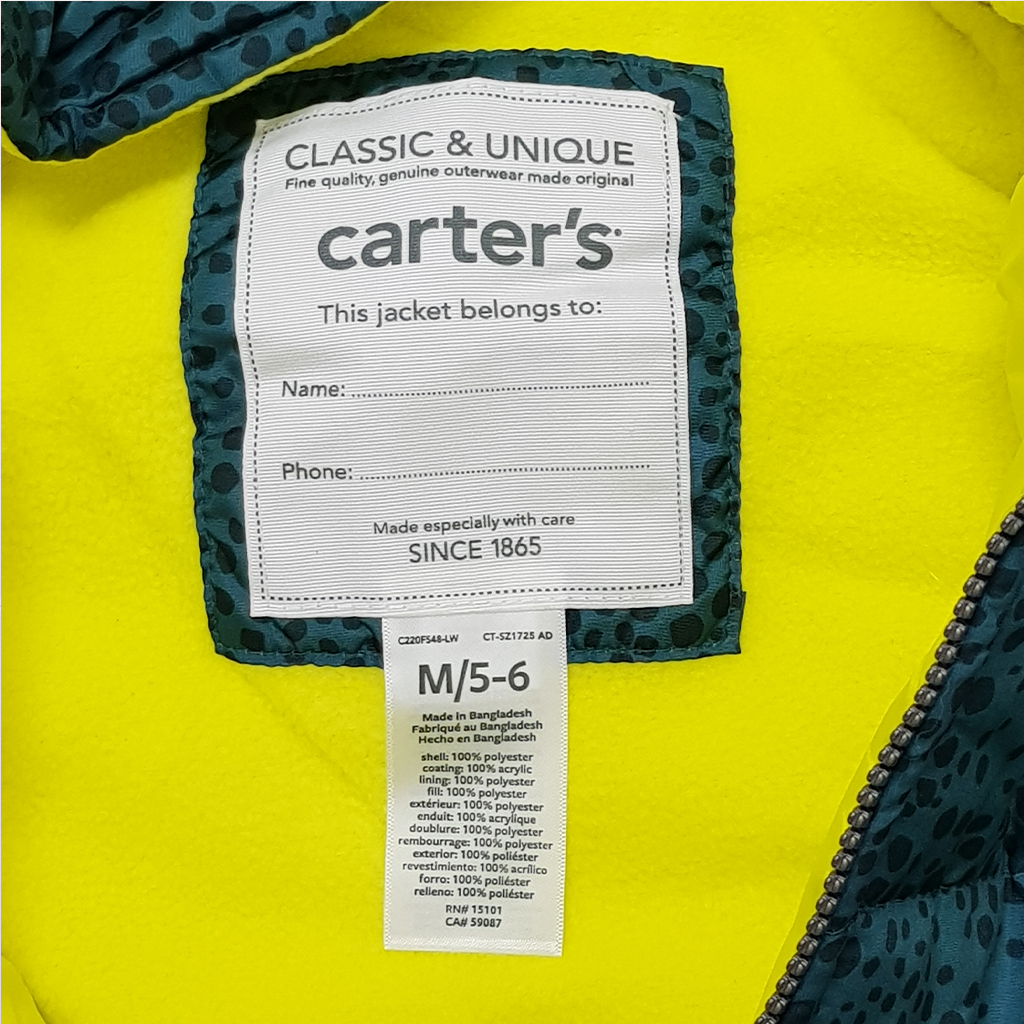 CLASSIC & UNIQUE
Fine quality, genuine outerwear made original
carter's
This jacket belongs to:
Name:
Phone:
Made especially with care
SINCE 1865
C220FS48-LW CT-SZ1725 AD
M/5-6
Made in Bangladesh
Fabriqué au Bangladesh
Hecho en Bangladesh
shell: 100% polyester
coating: 100% acrylic
lining: 100% polyester
fill: 100% polyester
extérieur: 100% polyester
enduit: 100% acrylique
doublure: 100% polyester
rembourrage: 100% polyester
exterior: 100% poliéster
revestimiento: 100% acrílico
forro: 100% poliéster
relleno: 100% poliéster
RN# 15101
CA# 59087